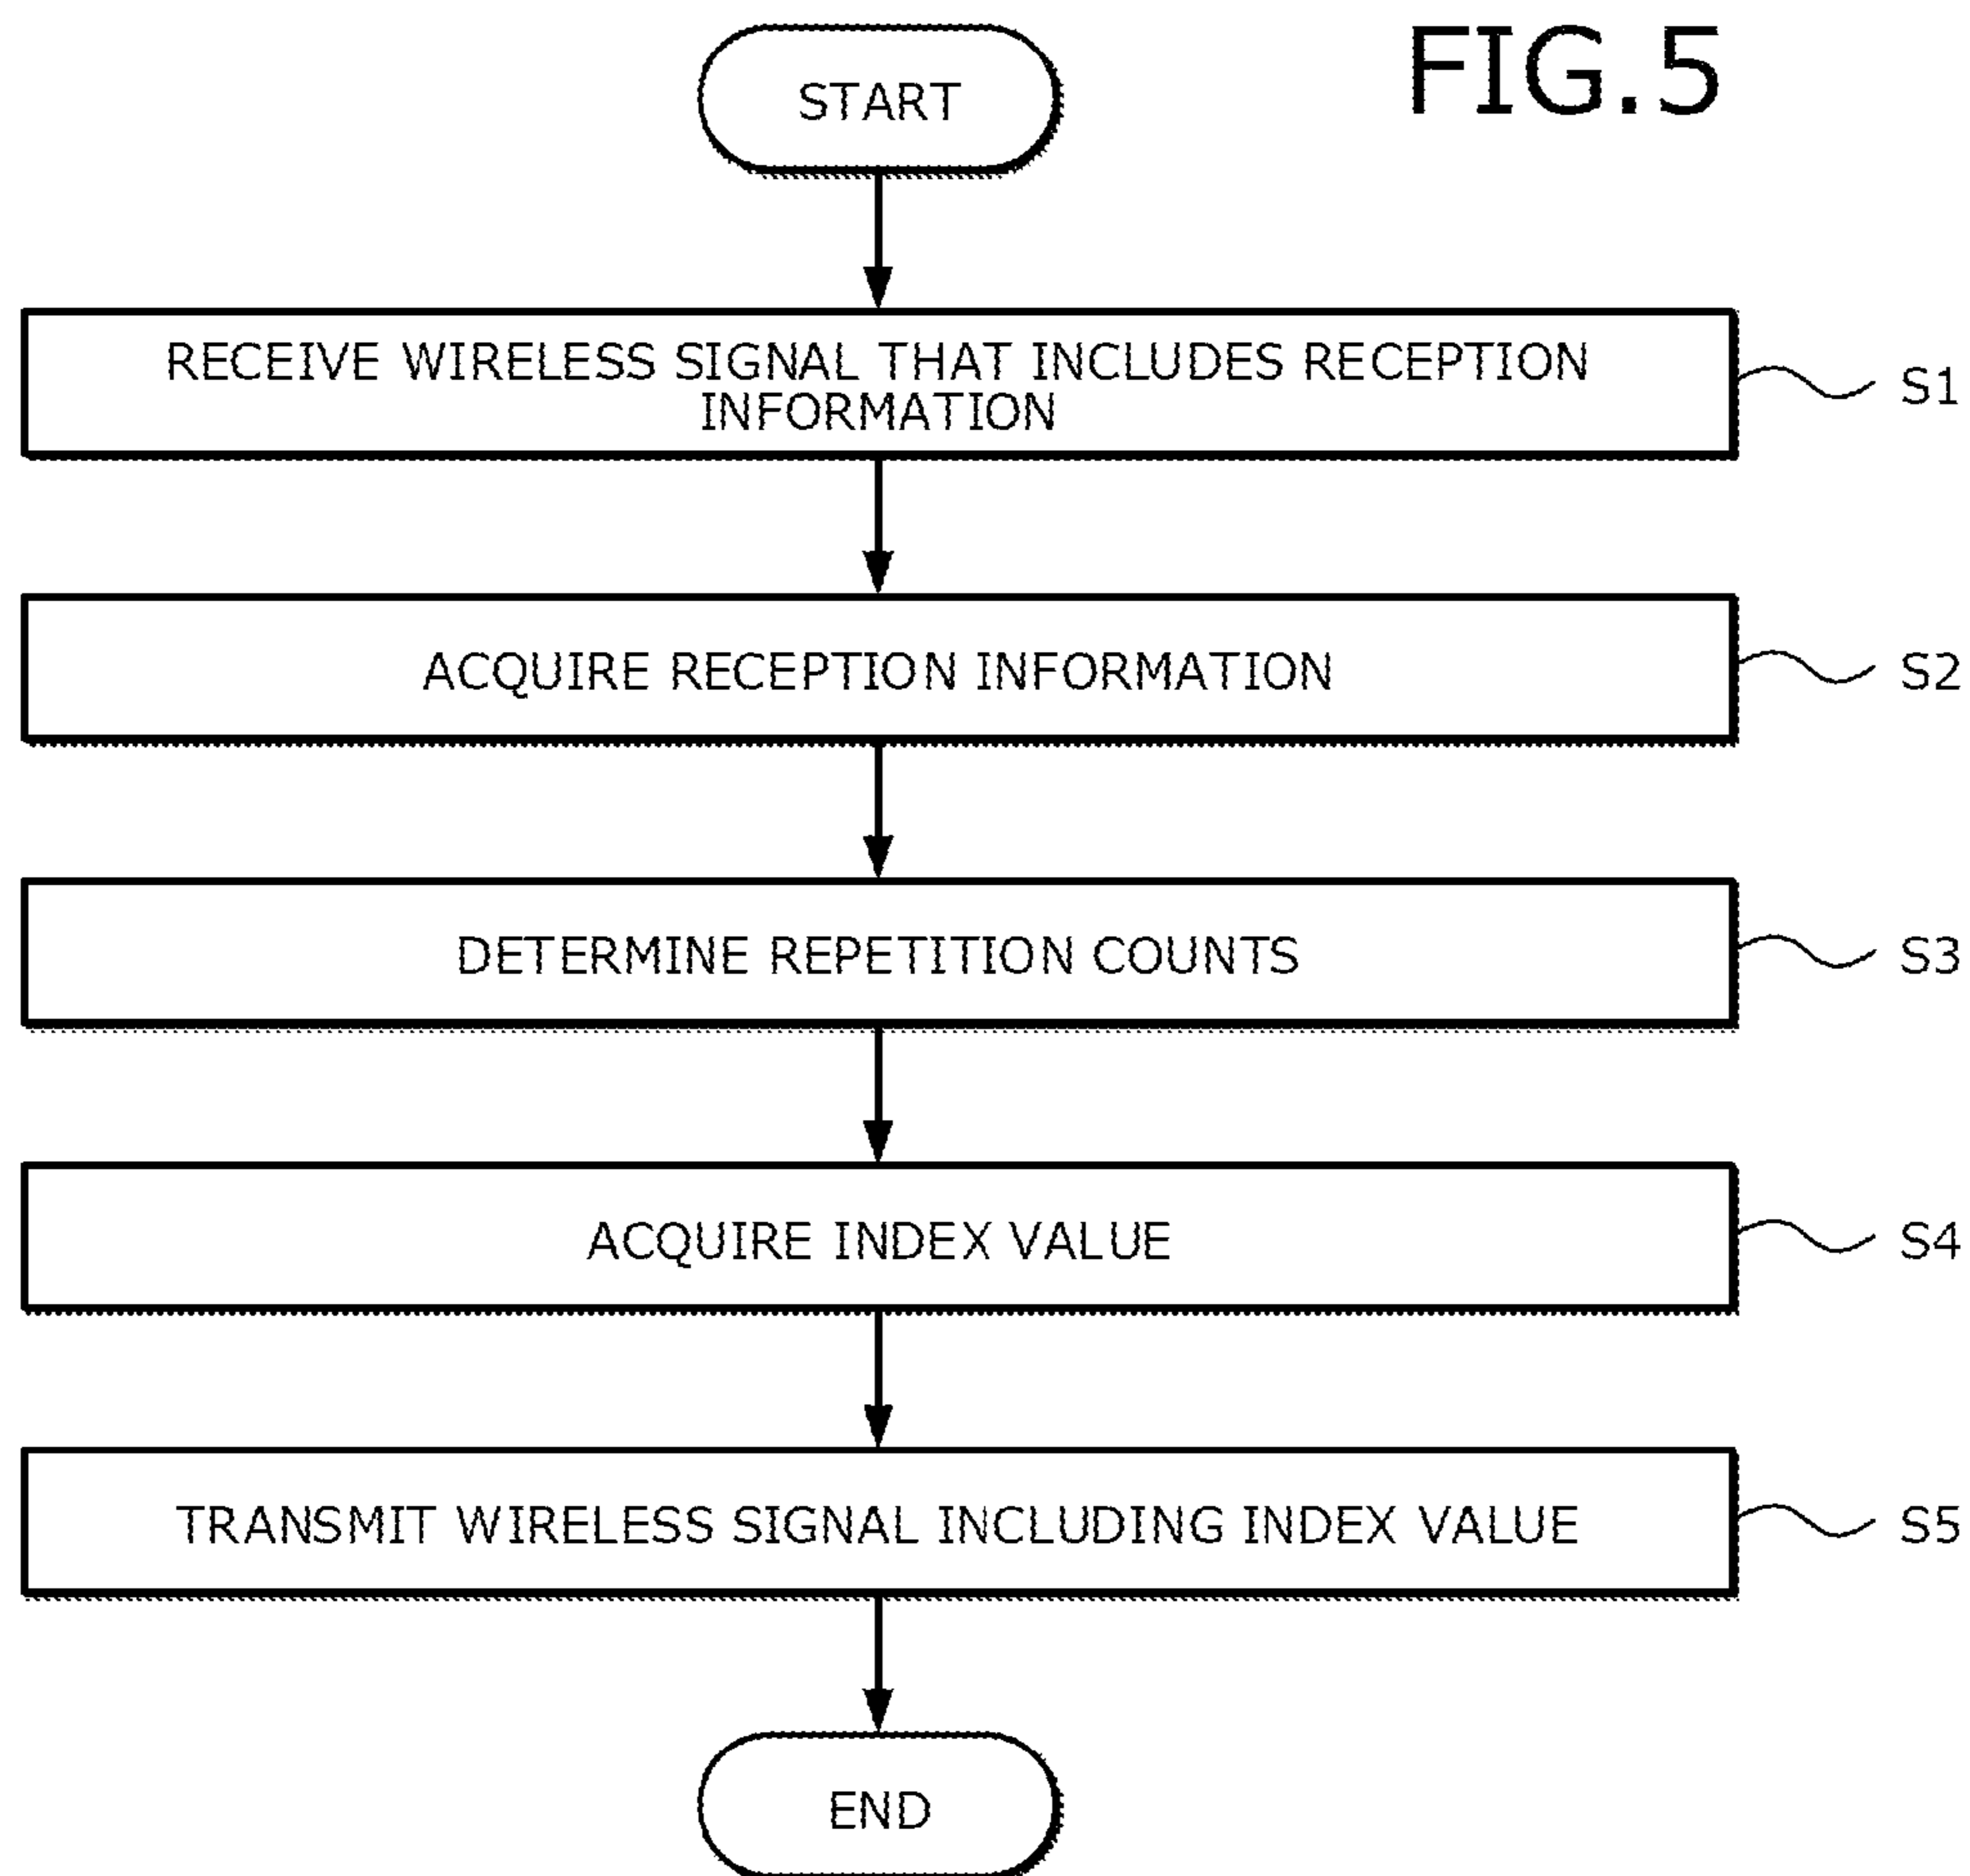 FIG.5
START
RECEIVE WIRELESS SIGNAL THAT INCLUDES RECEPTION
INFORMATION
S1
ACQUIRE RECEPTION INFORMATION
S2
DETERMINE REPETITION COUNTS
S3
ACQUIRE INDEX VALUE
S4
TRANSMIT WIRELESS SIGNAL INCLUDING INDEX VALUE
S5
END